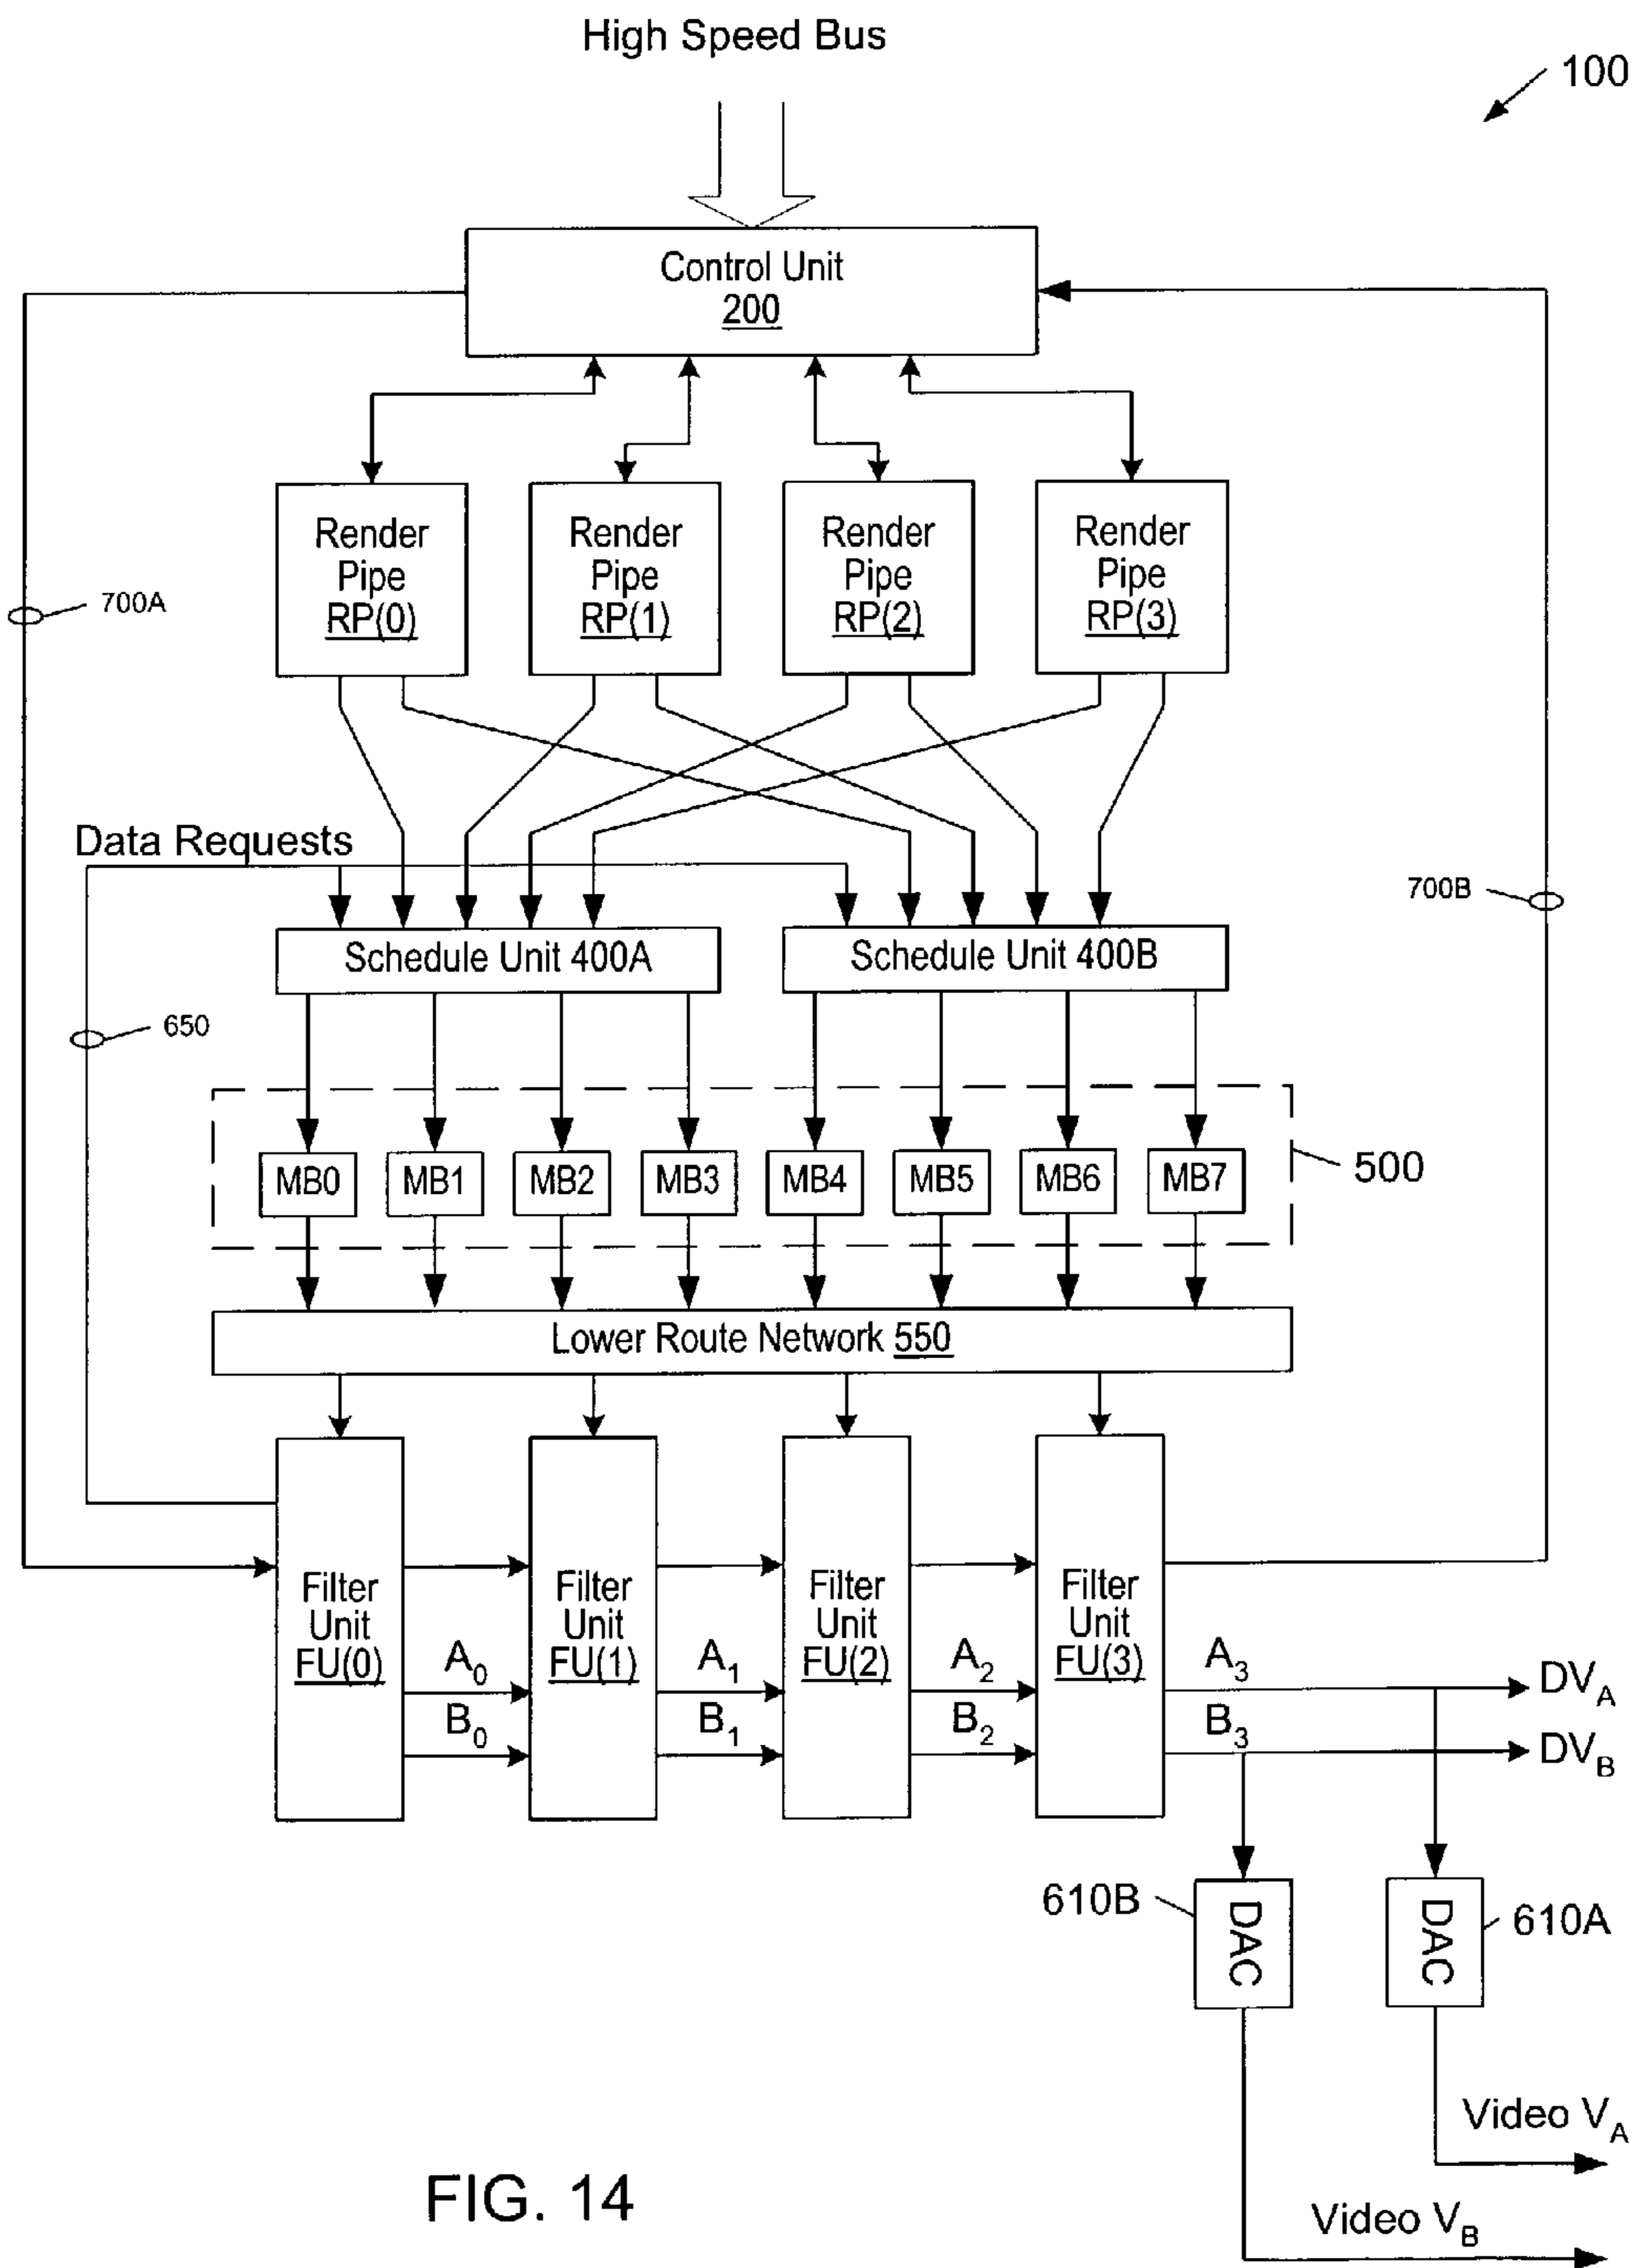 High Speed Bus
100
Control Unit
200
Render
Pipe
RP(0)
Render
Pipe
RP(1)
Render
Pipe
RP(2)
Render
Pipe
RP(3)
700A
Data Requests
700B
Schedule Unit 400A
Schedule Unit 400B
650
MB0
MB1
MB2
MB3
MB4
MB5
MB6
MB7
500
Lower Route Network 550
Filter
Unit
FU(0)
Filter
Unit
FU(1)
Filter
Unit
FU(2)
Filter
Unit
FU(3)
A0
B0
A1
B1
A2
B2
A3
B3
DVA
DVB
610B
DAC
DAC
610A
Video VA
Video VB
FIG. 14